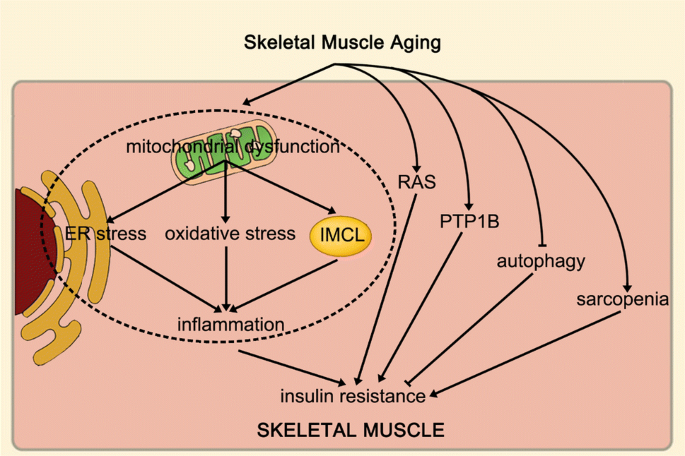 Skeletal Muscle Aging
mitochondrial dysfunction
RAS
PTP1B
ER stress
oxidative stress
IMCL
autophagy
sarcopenia
inflammation
insulin resistance
SKELETAL MUSCLE